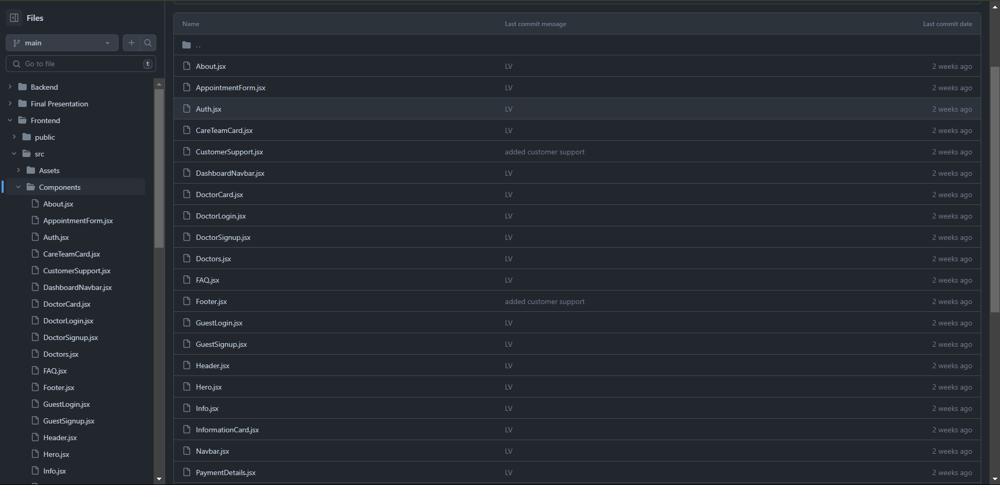 Files
main
Go to file
t
Backend
Final Presentation
Frontend
public
src
Assets
Components
About.jsx
AppointmentForm.jsx
Auth.jsx
CareTeamCard.jsx
CustomerSupport.jsx
DashboardNavbar.jsx
DoctorCard.jsx
DoctorLogin.jsx
DoctorSignup.jsx
Doctors.jsx
FAQ.jsx
Footer.jsx
GuestLogin.jsx
GuestSignup.jsx
Header.jsx
Hero.jsx
Info.jsx
Name Last commit message Last commit date
..
About.jsx LV 2 weeks ago
AppointmentForm.jsx LV 2 weeks ago
Auth.jsx LV 2 weeks ago
CareTeamCard.jsx LV 2 weeks ago
CustomerSupport.jsx added customer support 2 weeks ago
DashboardNavbar.jsx LV 2 weeks ago
DoctorCard.jsx LV 2 weeks ago
DoctorLogin.jsx LV 2 weeks ago
DoctorSignup.jsx LV 2 weeks ago
Doctors.jsx LV 2 weeks ago
FAQ.jsx LV 2 weeks ago
Footer.jsx added customer support 2 weeks ago
GuestLogin.jsx LV 2 weeks ago
GuestSignup.jsx LV 2 weeks ago
Header.jsx LV 2 weeks ago
Hero.jsx LV 2 weeks ago
Info.jsx LV 2 weeks ago
InformationCard.jsx LV 2 weeks ago
Navbar.jsx LV 2 weeks ago
PaymentDetails.jsx LV 2 weeks ago